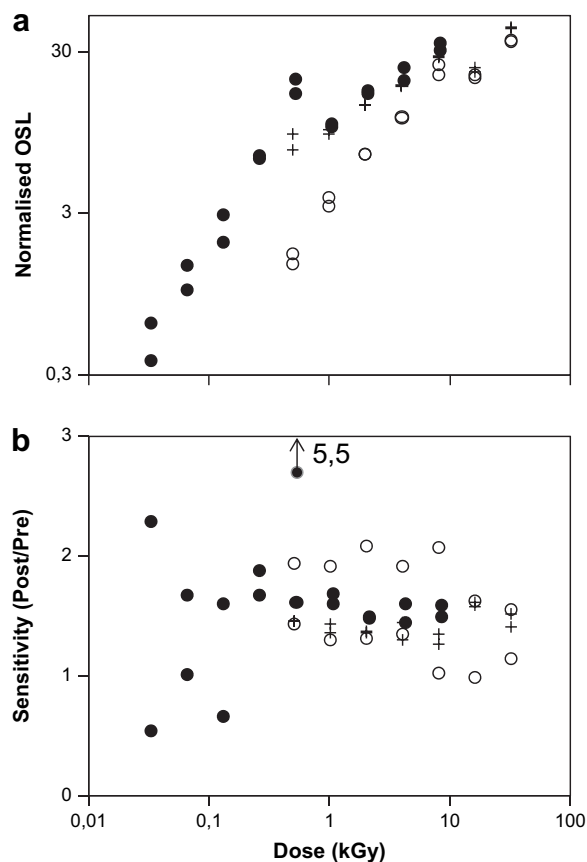 a
30
3
0,3
Normalised OSL
b
3
5,5
2
1
0
Sensitivity (Post/Pre)
0,01 0,1 1 10 100
Dose (kGy)